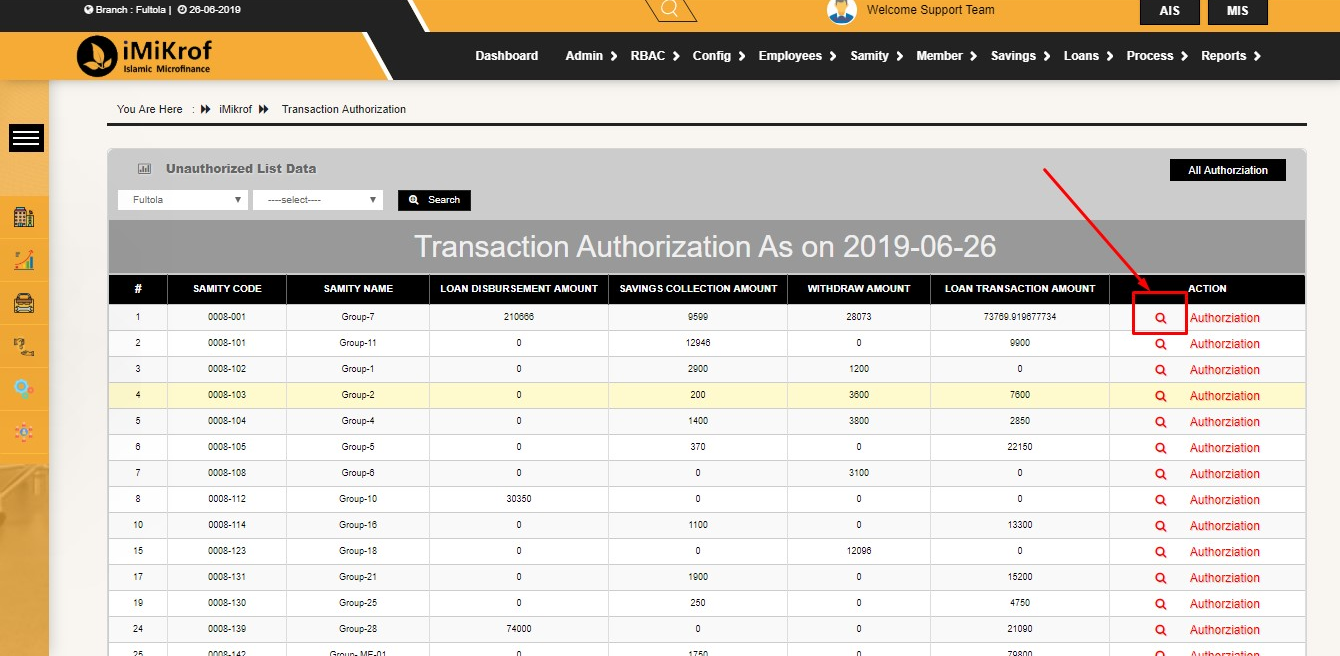 Branch : Fultola | 26-06-2019
Welcome Support Team
AIS MIS
iMiKrof
Islamic Microfinance
Dashboard Admin RBAC Config Employees Samity Member Savings Loans Process Reports
You Are Here : iMikrof Transaction Authorization
Unauthorized List Data
All Authorziation
Fultola ----select---- Search
Transaction Authorization As on 2019-06-26
# SAMITY CODE SAMITY NAME LOAN DISBURSEMENT AMOUNT SAVINGS COLLECTION AMOUNT WITHDRAW AMOUNT LOAN TRANSACTION AMOUNT ACTION
1 0008-001 Group-7 210666 9599 28073 73769.919677734 Authorziation
2 0008-101 Group-11 0 12946 0 9900 Authorziation
3 0008-102 Group-1 0 2900 1200 0 Authorziation
4 0008-103 Group-2 0 200 3600 7600 Authorziation
5 0008-104 Group-4 0 1400 3800 2850 Authorziation
6 0008-105 Group-5 0 370 0 22150 Authorziation
7 0008-108 Group-6 0 0 3100 0 Authorziation
8 0008-112 Group-10 30350 0 0 0 Authorziation
10 0008-114 Group-16 0 1100 0 13300 Authorziation
15 0008-123 Group-18 0 0 12096 0 Authorziation
17 0008-131 Group-21 0 1900 0 15200 Authorziation
19 0008-130 Group-25 0 250 0 4750 Authorziation
24 0008-139 Group-28 74000 0 0 21090 Authorziation
25 0008-142 Group- ME-01 0 1750 0 79800 Authorziation